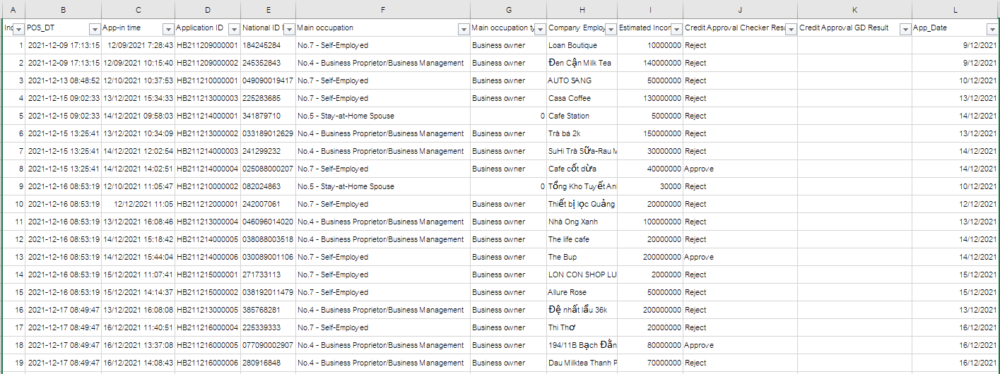 A B C D E F G H I J K L
Ind POS_DT App-in time Application ID National ID Main occupation Main occupation ty Company Employ Estimated Incom Credit Approval Checker Resu Credit Approval GD Result App_Date
1 2021-12-09 17:13:15 12/09/2021 7:28:43 HB211209000001 184245284 No.7 - Self-Employed Business owner Loan Boutique 10000000 Reject 9/12/2021
2 2021-12-09 17:13:15 12/09/2021 10:15:40 HB211209000002 245352843 No.4 - Business Proprietor/Business Management Business owner Đen Cận Milk Tea 140000000 Reject 9/12/2021
3 2021-12-13 08:48:52 12/10/2021 10:37:53 HB211210000001 049090019417 No.7 - Self-Employed Business owner AUTO SANG 50000000 Reject 10/12/2021
4 2021-12-15 09:02:33 13/12/2021 15:34:33 HB211213000003 225283685 No.7 - Self-Employed Business owner Casa Coffee 130000000 Reject 13/12/2021
5 2021-12-15 09:02:33 14/12/2021 09:58:03 HB211214000001 341879710 No.5 - Stay-at-Home Spouse 0 Cafe Station 5000000 Reject 14/12/2021
6 2021-12-15 13:25:41 13/12/2021 10:34:09 HB211213000002 033189012629 No.4 - Business Proprietor/Business Management Business owner Trà bá 2k 150000000 Reject 13/12/2021
7 2021-12-15 13:25:41 14/12/2021 12:02:54 HB211214000003 241299232 No.4 - Business Proprietor/Business Management Business owner SuHi Trà Sữa-Rau M 30000000 Reject 14/12/2021
8 2021-12-15 13:25:41 14/12/2021 14:02:51 HB211214000004 025088000207 No.7 - Self-Employed Business owner Cafe cốt dừa 40000000 Approve 14/12/2021
9 2021-12-16 08:53:19 12/10/2021 11:05:47 HB211210000002 082024863 No.5 - Stay-at-Home Spouse 0 Tổng Kho Tuyết An 30000 Reject 10/12/2021
10 2021-12-16 08:53:19 12/12/2021 11:05 HB211212000001 242007061 No.7 - Self-Employed Business owner Thiết bị lọc Quảng 20000000 Reject 12/12/2021
11 2021-12-16 08:53:19 13/12/2021 16:08:46 HB211213000004 046096014020 No.4 - Business Proprietor/Business Management Business owner Nhà Ong Xanh 100000000 Reject 13/12/2021
12 2021-12-16 08:53:19 14/12/2021 15:18:42 HB211214000005 038088003518 No.4 - Business Proprietor/Business Management Business owner The life cafe 20000000 Reject 14/12/2021
13 2021-12-16 08:53:19 14/12/2021 15:44:04 HB211214000006 030089001106 No.7 - Self-Employed Business owner The Bup 200000000 Approve 14/12/2021
14 2021-12-16 08:53:19 15/12/2021 11:07:41 HB211215000001 271733113 No.7 - Self-Employed Business owner LON CON SHOP LU 2000000 Reject 15/12/2021
15 2021-12-16 08:53:19 15/12/2021 14:14:37 HB211215000002 038192011479 No.7 - Self-Employed Business owner Allure Rose 50000000 Reject 15/12/2021
16 2021-12-17 08:49:47 13/12/2021 16:08:08 HB211213000005 385768281 No.4 - Business Proprietor/Business Management Business owner Đệ nhất lẩu 36k 200000000 Reject 13/12/2021
17 2021-12-17 08:49:47 16/12/2021 11:40:51 HB211216000004 225339333 No.7 - Self-Employed Business owner Thi Thơ 20000000 Reject 16/12/2021
18 2021-12-17 08:49:47 16/12/2021 13:37:08 HB211216000005 077090002907 No.4 - Business Proprietor/Business Management Business owner 194/11B Bạch Đằn 80000000 Approve 16/12/2021
19 2021-12-17 08:49:47 16/12/2021 14:08:43 HB211216000006 280916848 No.4 - Business Proprietor/Business Management Business owner Dau Milktea Thanh P 70000000 Reject 16/12/2021